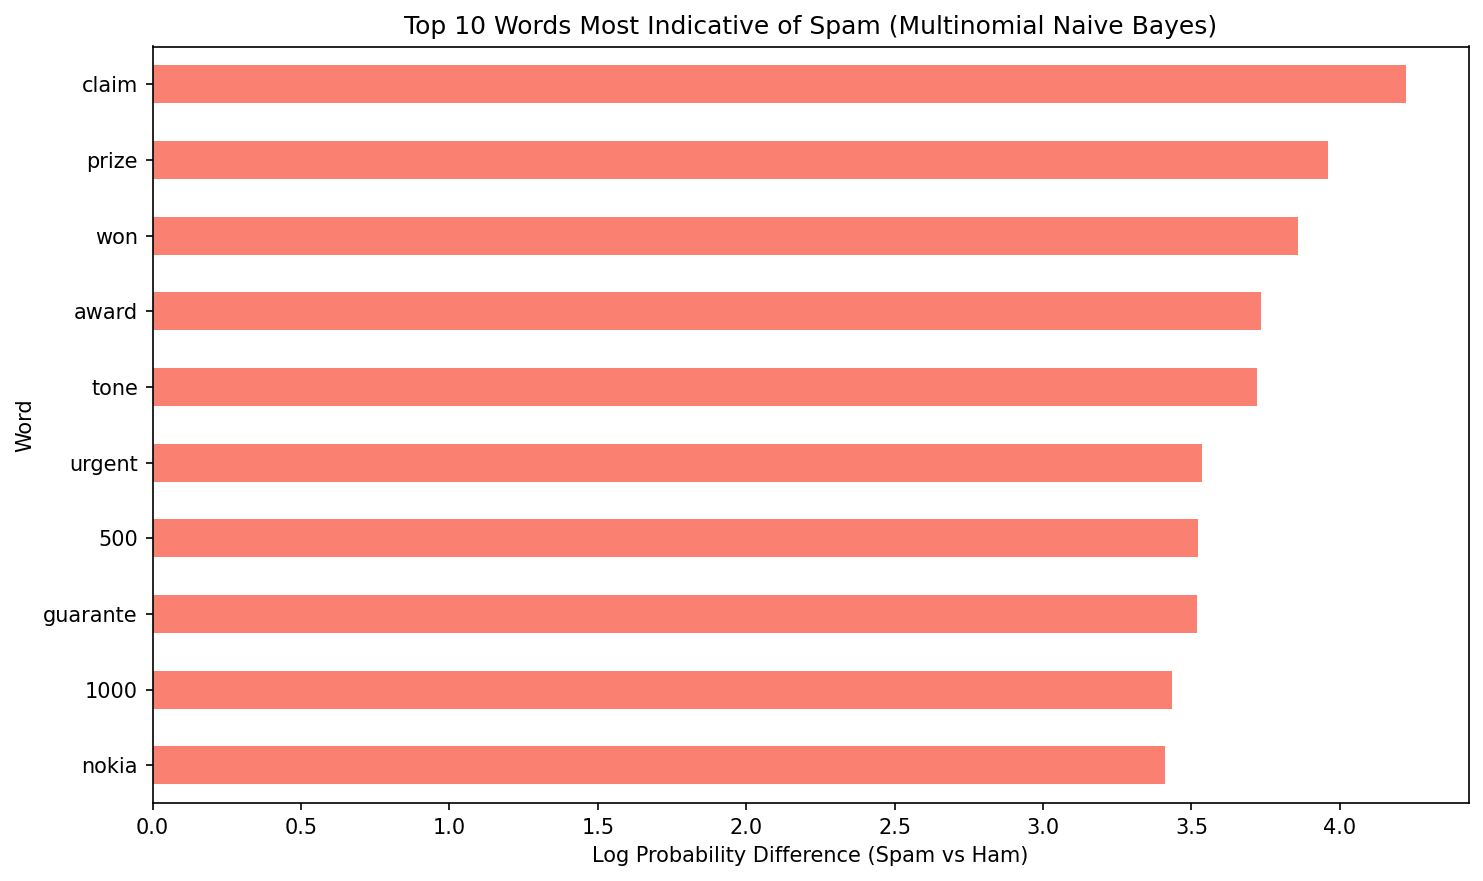 Top 10 Words Most Indicative of Spam (Multinomial Naive Bayes)
claim
prize
won
award
tone
urgent
500
guarante
1000
nokia
Word
0.0 0.5 1.0 1.5 2.0 2.5 3.0 3.5 4.0
Log Probability Difference (Spam vs Ham)